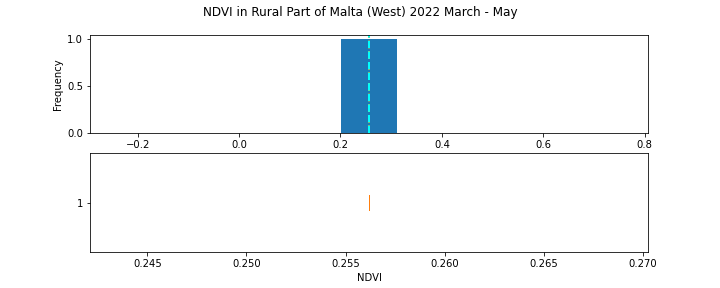 NDVI in Rural Part of Malta (West) 2022 March - May
Frequency
1.0
0.5
0.0
−0.2 0.0 0.2 0.4 0.6 0.8
1
0.245 0.250 0.255 0.260 0.265 0.270
NDVI